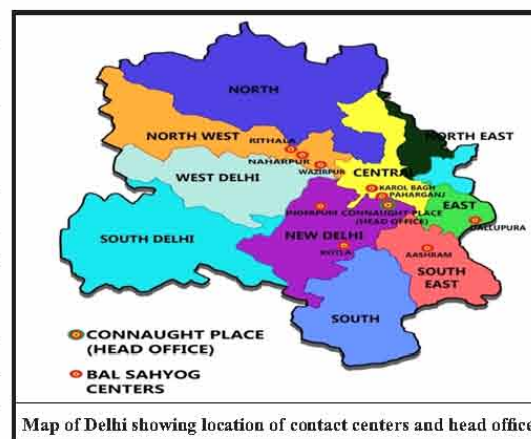 NORTH
NORTH WEST
RITHALA
NAHARPUR
WAZIRPUR
NORTH EAST
WEST DELHI
CENTRAL
KAROL BAGH
PAHARGANJ
EAST
INDERPURI
CONNAUGHT PLACE
(HEAD OFFICE)
DALLUPURA
SOUTH DELHI
NEW DELHI
KOTLA
AASHRAM
SOUTH
EAST
SOUTH
CONNAUGHT PLACE
(HEAD OFFICE)
BAL SAHYOG
CENTERS
Map of Delhi showing location of contact centers and head office